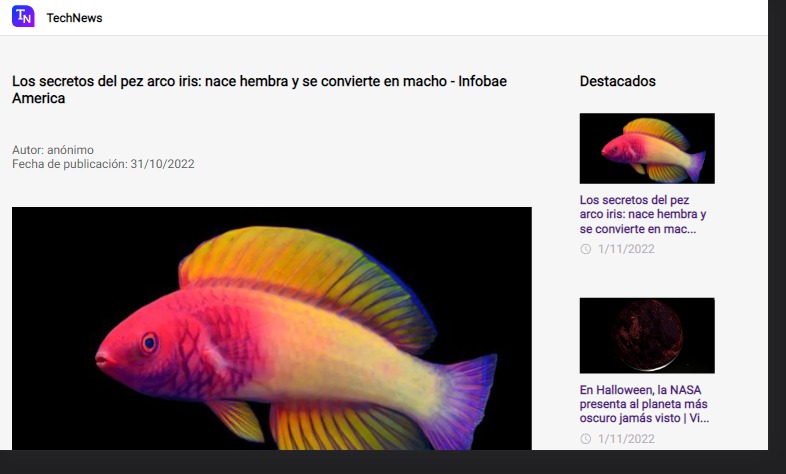 TN
TechNews
Los secretos del pez arco iris: nace hembra y se convierte en macho - Infobae
America
Autor: anónimo
Fecha de publicación: 31/10/2022
Destacados
Los secretos del pez
arco iris: nace hembra y
se convierte en mac...
1/11/2022
En Halloween, la NASA
presenta al planeta más
oscuro jamás visto | Vi...
1/11/2022